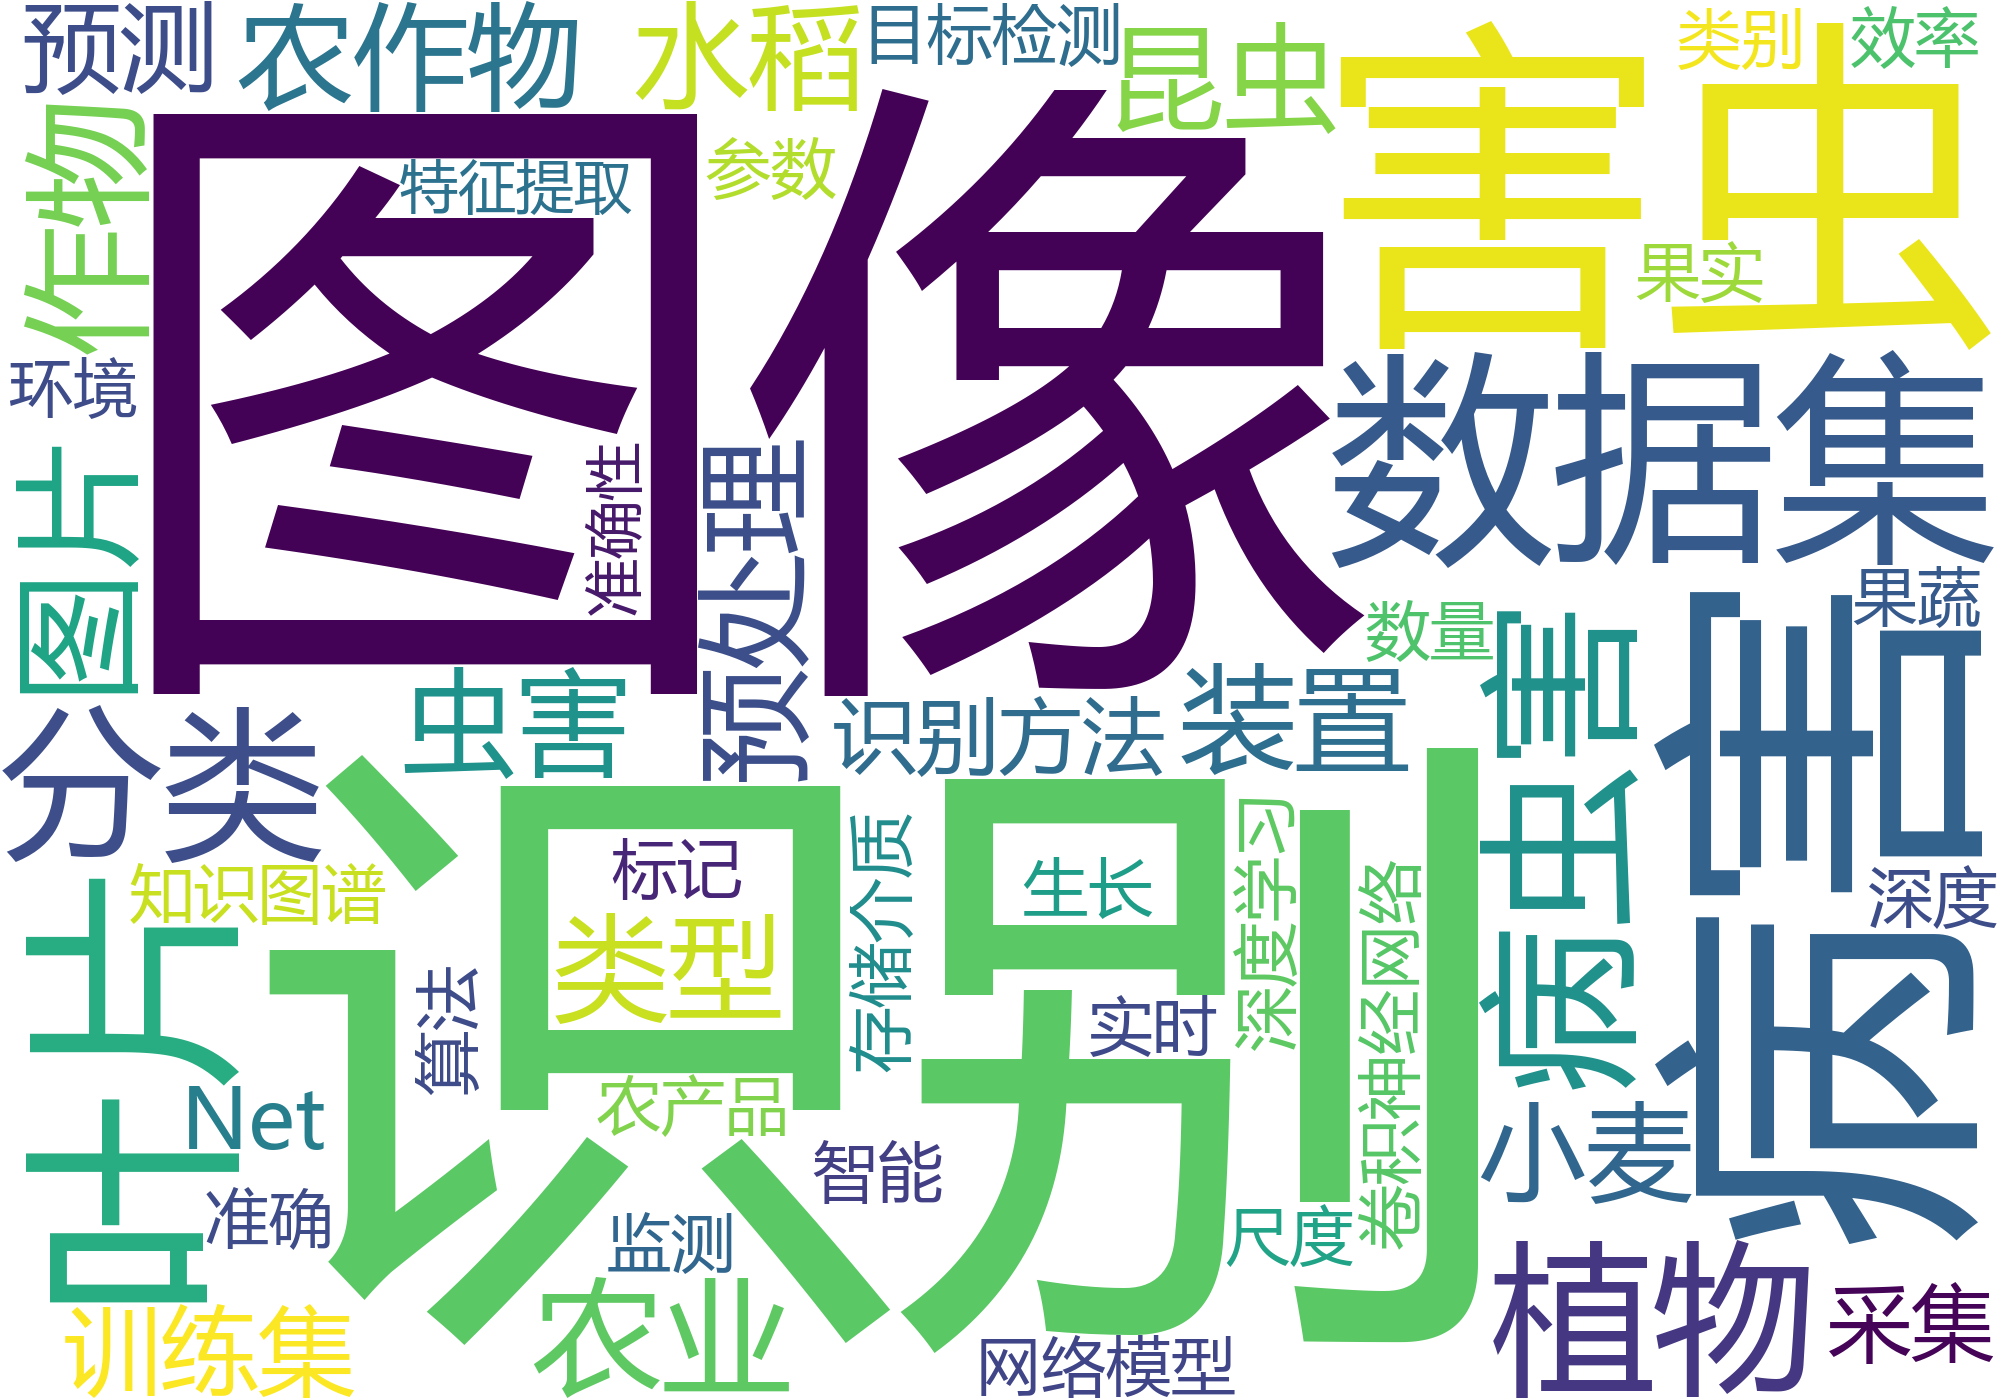 预测
农作物
水稻
目标检测
昆虫
害虫
类别
效率
作物
图像
特征提取
参数
果实
环境
数据集
图片
准确性
预处理
果蔬
数量
病害
病虫害
分类
虫害
识别方法
装置
识别
标记
类型
存储介质
生长
深度学习
卷积神经网络
深度
知识图谱
叶片
算法
实时
Net
农产品
小麦
准确
智能
监测
尺度
植物
训练集
农业
网络模型
采集